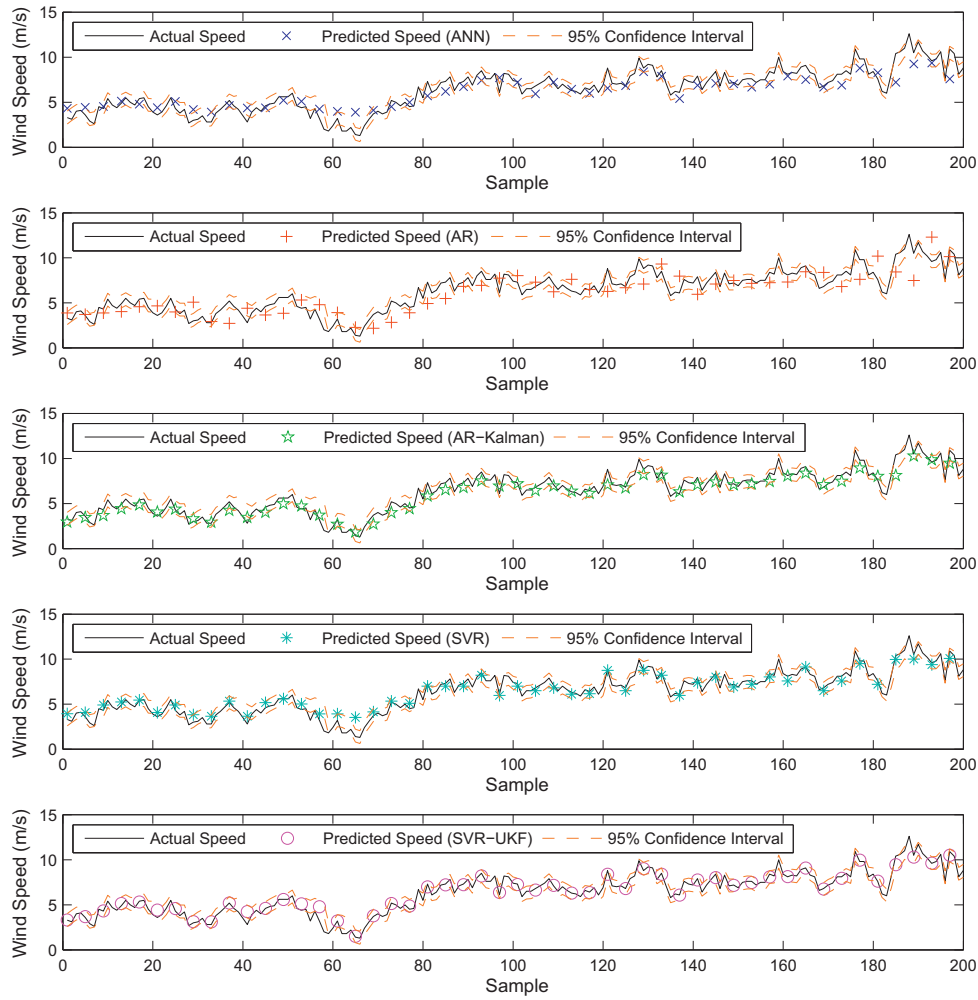 Wind Speed (m/s)
15
10
5
0
Actual Speed
Predicted Speed (ANN)
95% Confidence Interval
0 20 40 60 80 100 120 140 160 180 200
Sample
Wind Speed (m/s)
15
10
5
0
Actual Speed
Predicted Speed (AR)
95% Confidence Interval
0 20 40 60 80 100 120 140 160 180 200
Sample
Wind Speed (m/s)
15
10
5
0
Actual Speed
Predicted Speed (AR−Kalman)
95% Confidence Interval
0 20 40 60 80 100 120 140 160 180 200
Sample
Wind Speed (m/s)
15
10
5
0
Actual Speed
Predicted Speed (SVR)
95% Confidence Interval
0 20 40 60 80 100 120 140 160 180 200
Sample
Wind Speed (m/s)
15
10
5
0
Actual Speed
Predicted Speed (SVR−UKF)
95% Confidence Interval
0 20 40 60 80 100 120 140 160 180 200
Sample